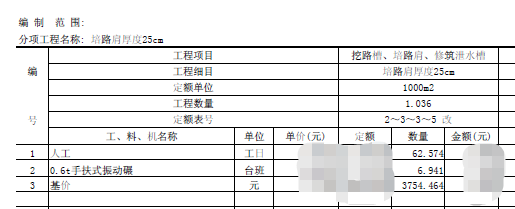 编 制 范 围:
分项工程名称: 培路肩厚度25cm
编号 工程项目 挖路槽、培路肩、修筑泄水槽
工程细目 培路肩厚度25cm
定额单位 1000m2
工程数量 1.036
定额表号 2~3~3~5 改
工、料、机名称 单位 单价(元) 定额 数量 金额(元)
1 人工 工日 62.574
2 0.6t手扶式振动碾 台班 6.941
3 基价 元 3754.464